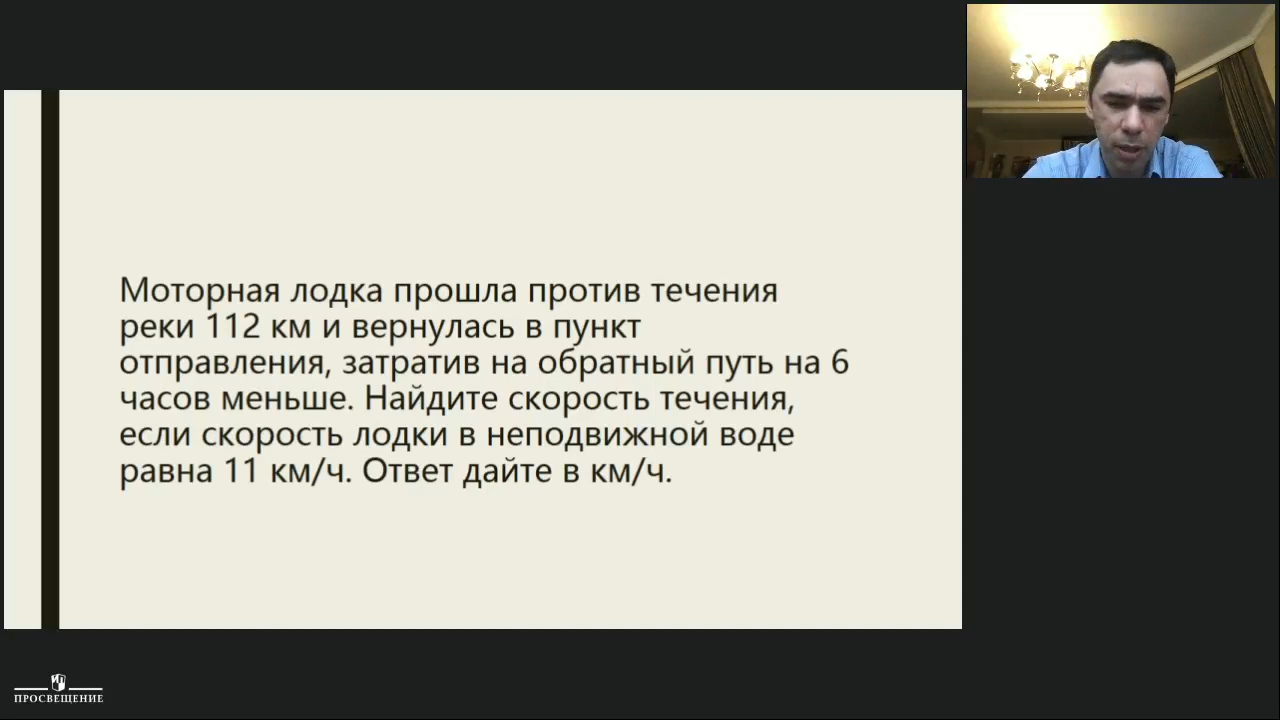 Моторная лодка прошла против течения
реки 112 км и вернулась в пункт
отправления, затратив на обратный путь на 6
часов меньше. Найдите скорость течения,
если скорость лодки в неподвижной воде
равна 11 км/ч. Ответ дайте в км/ч.
ПРОСВЕЩЕНИЕ